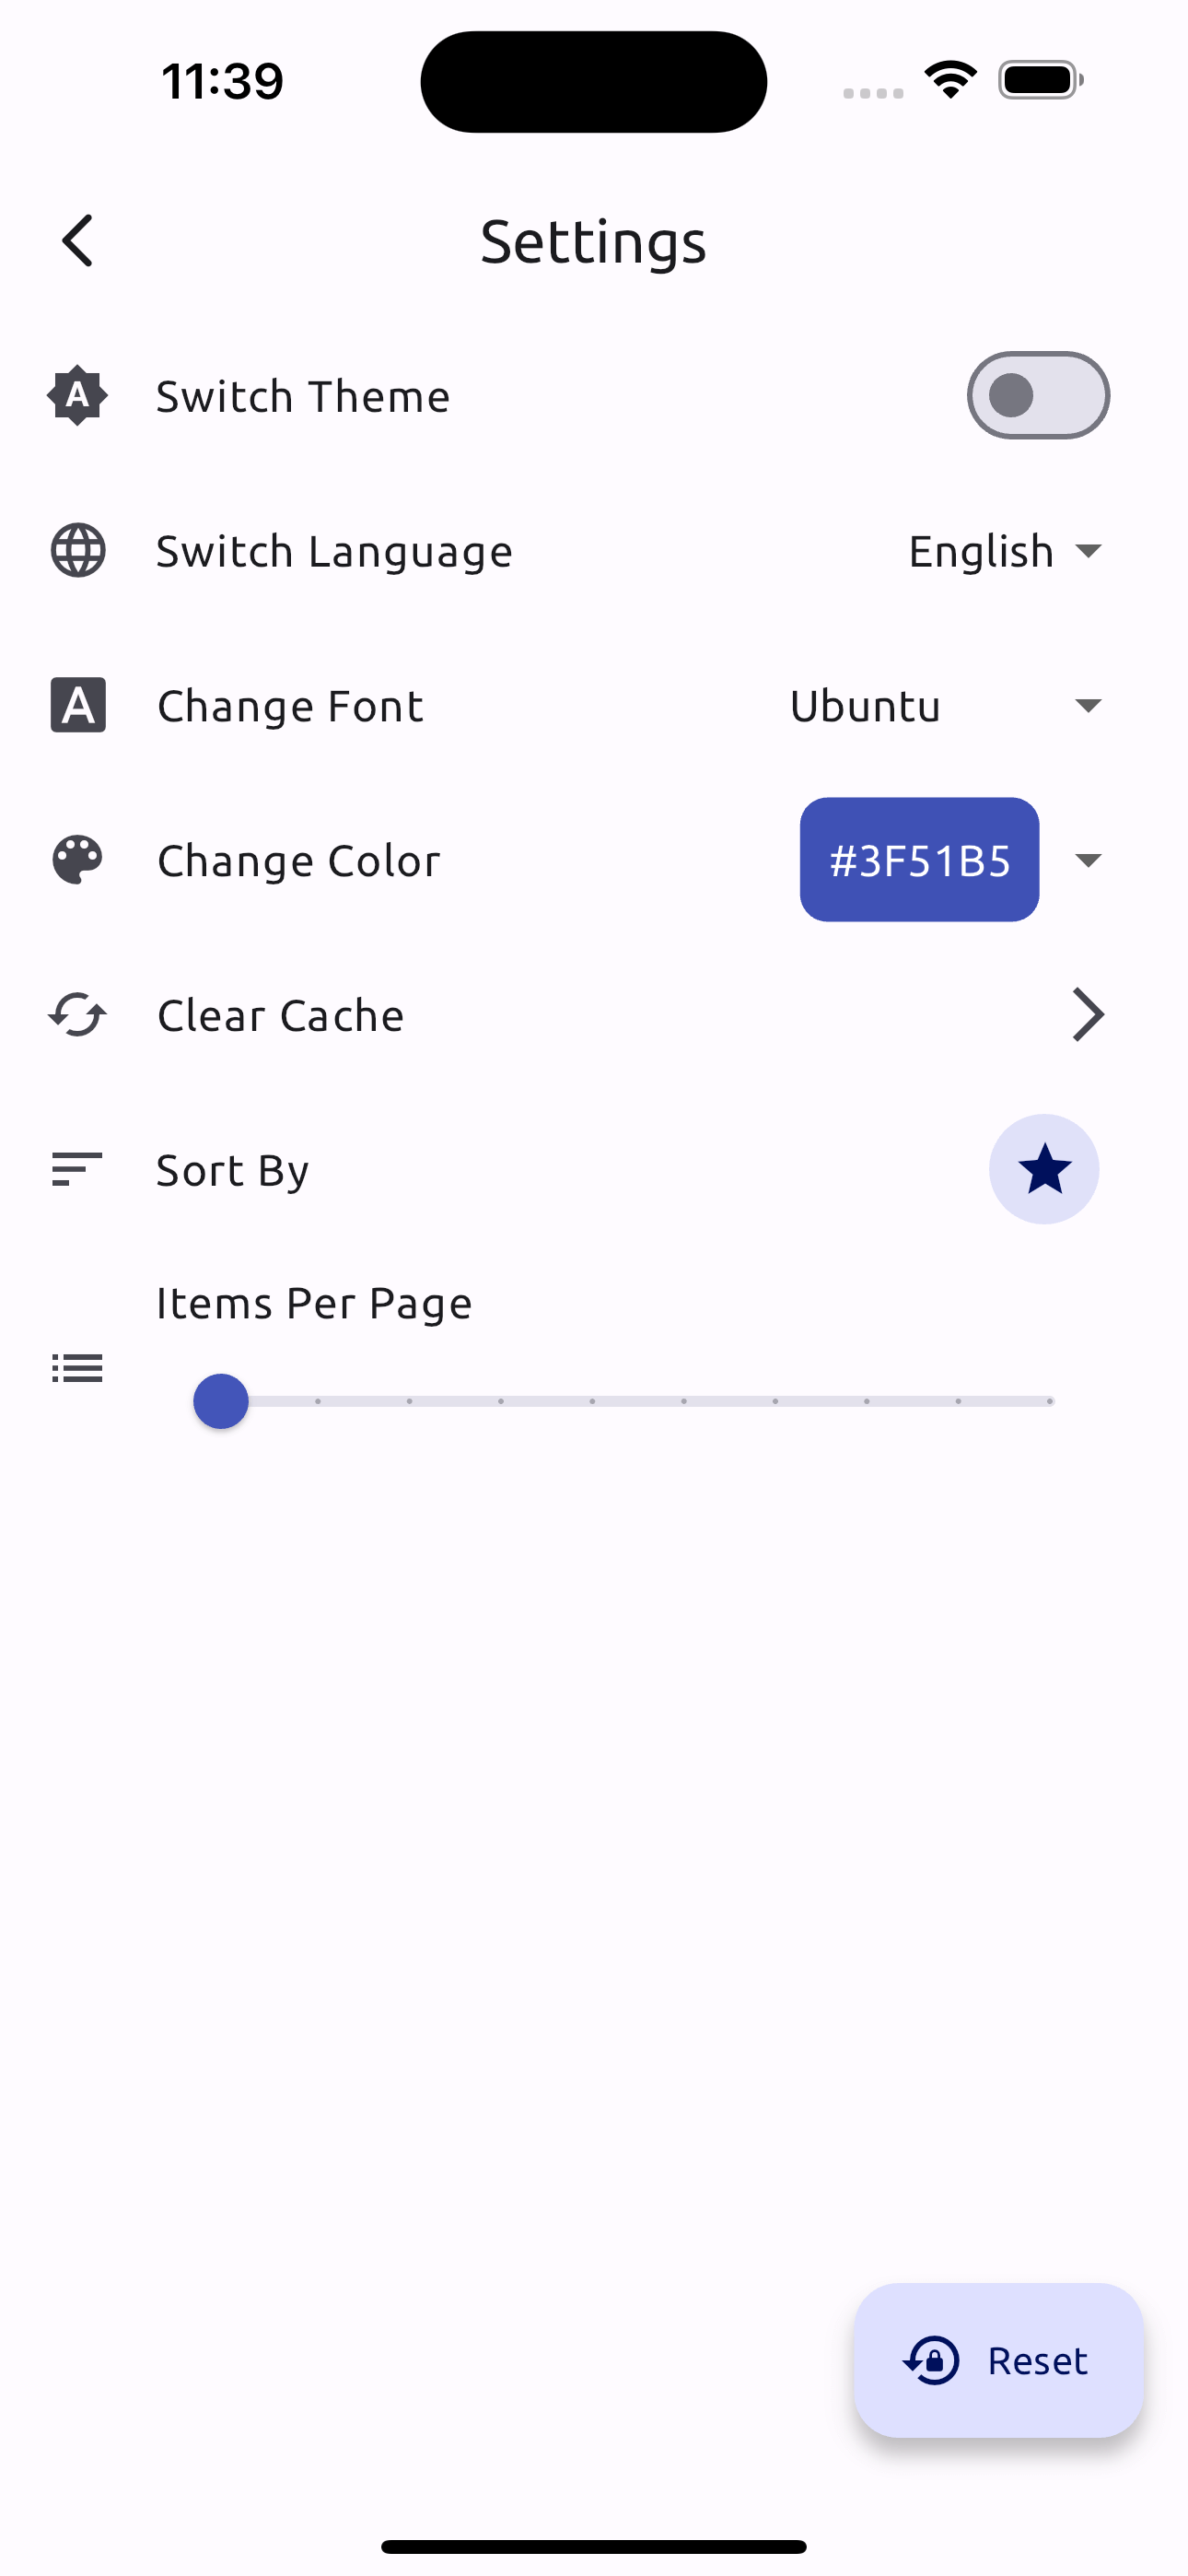 11:39
Settings
Switch Theme
Switch Language English
Change Font Ubuntu
Change Color #3F51B5
Clear Cache
Sort By
Items Per Page
Reset